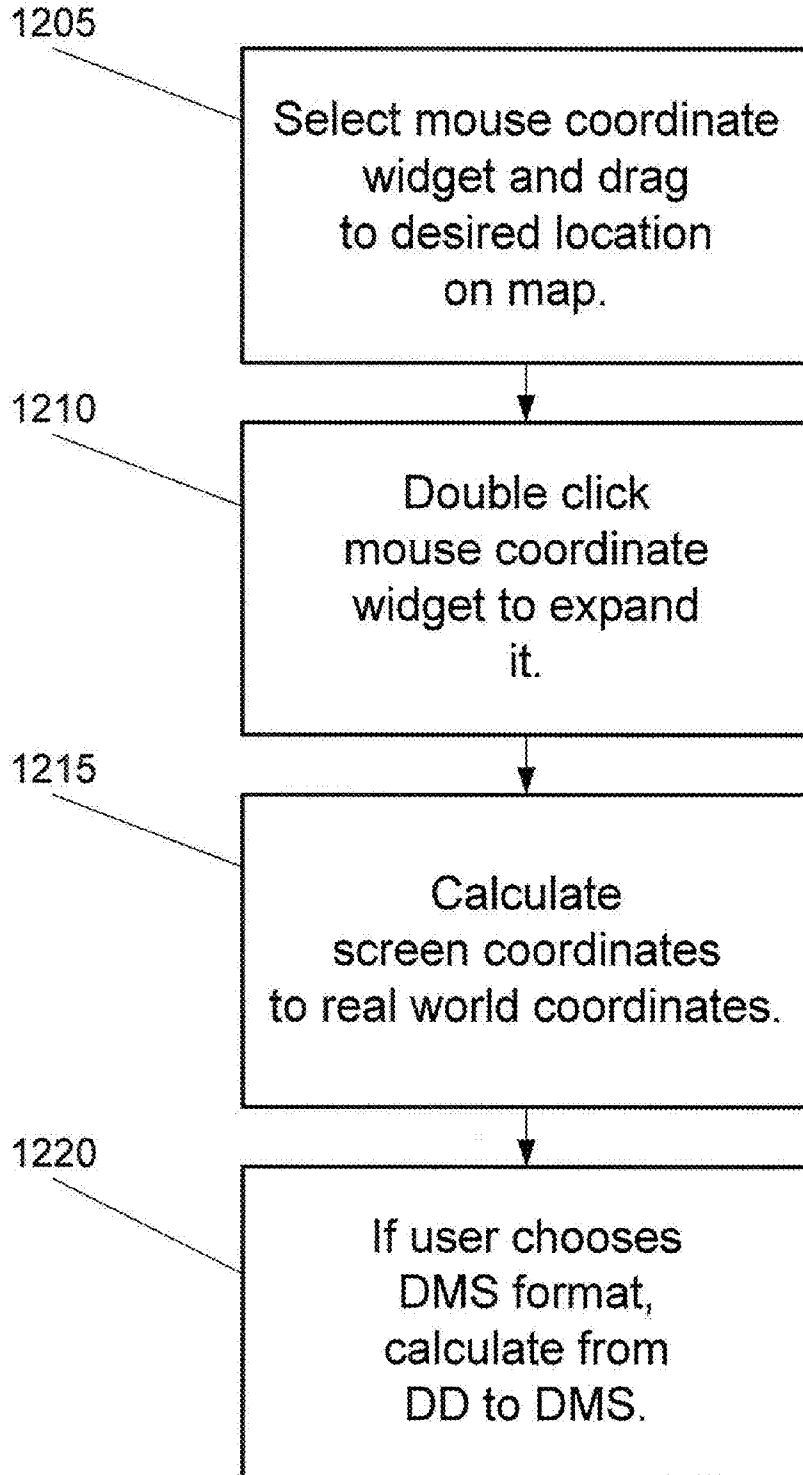 1205
Select mouse coordinate
widget and drag
to desired location
on map.
1210
Double click
mouse coordinate
widget to expand
it.
1215
Calculate
screen coordinates
to real world coordinates.
1220
If user chooses
DMS format,
calculate from
DD to DMS.